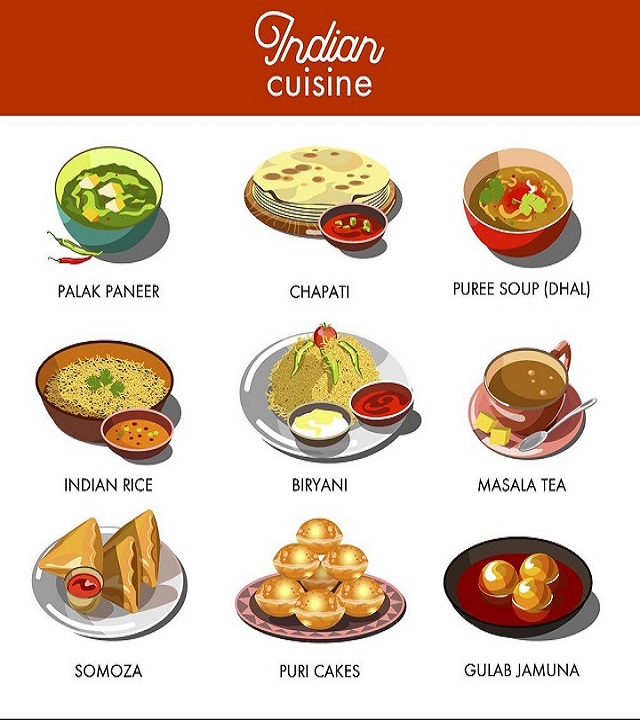 Indian
cuisine
PALAK PANEER
CHAPATI
PUREE SOUP (DHAL)
INDIAN RICE
BIRYANI
MASALA TEA
SOMOZA
PURI CAKES
GULAB JAMUNA